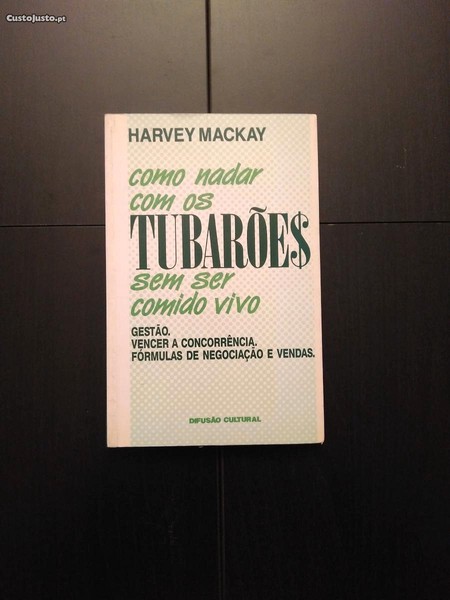 CustoJusto.pt
HARVEY MACKAY
como nadar
com os
TUBARÕE$
sem ser
comido vivo
GESTÃO.
VENCER A CONCORRÊNCIA.
FÓRMULAS DE NEGOCIAÇÃO E VENDAS.
DIFUSÃO CULTURAL